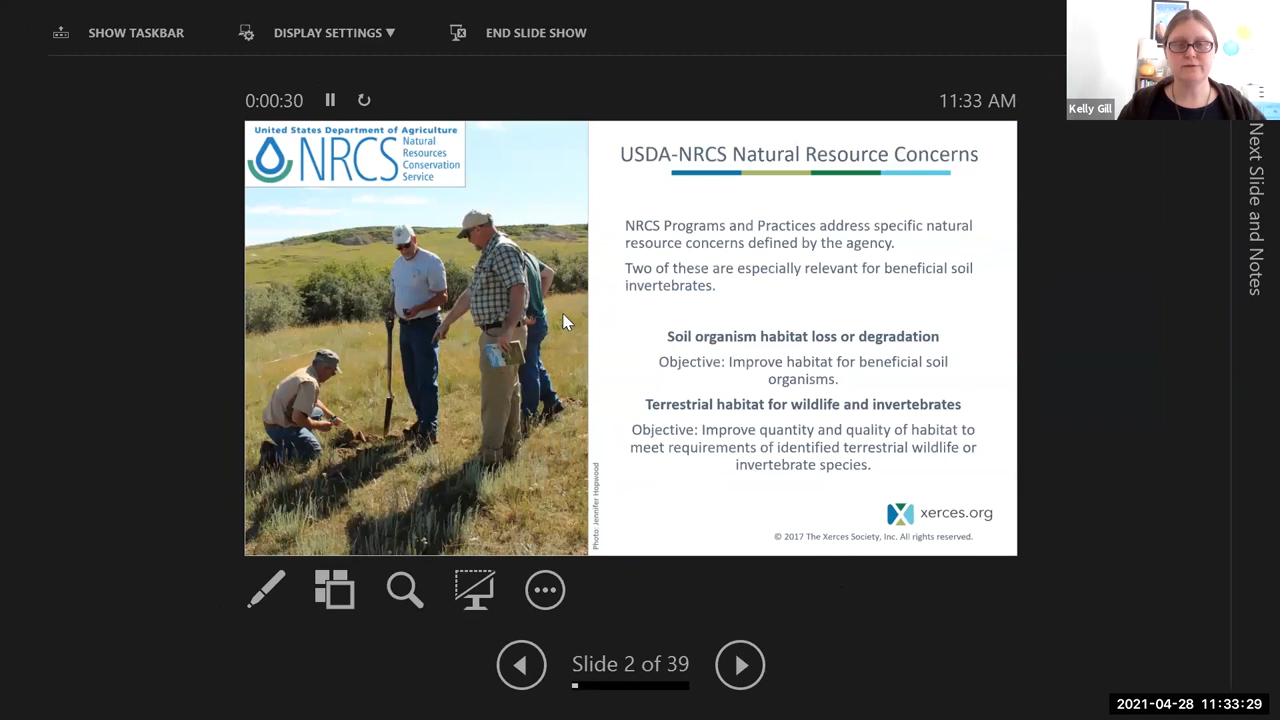 SHOW TASKBAR
DISPLAY SETTINGS ▼
END SLIDE SHOW
0:00:30
11:33 AM
Kelly Gill
United States Department of Agriculture
NRCS
Natural
Resources
Conservation
Service
USDA-NRCS Natural Resource Concerns
NRCS Programs and Practices address specific natural
resource concerns defined by the agency.
Two of these are especially relevant for beneficial soil
invertebrates.
Soil organism habitat loss or degradation
Objective: Improve habitat for beneficial soil
organisms.
Terrestrial habitat for wildlife and invertebrates
Objective: Improve quantity and quality of habitat to
meet requirements of identified terrestrial wildlife or
invertebrate species.
Photo: Jennifer Hopwood
xerces.org
© 2017 The Xerces Society, Inc. All rights reserved.
Next Slide and Notes
Slide 2 of 39
2021-04-28 11:33:29